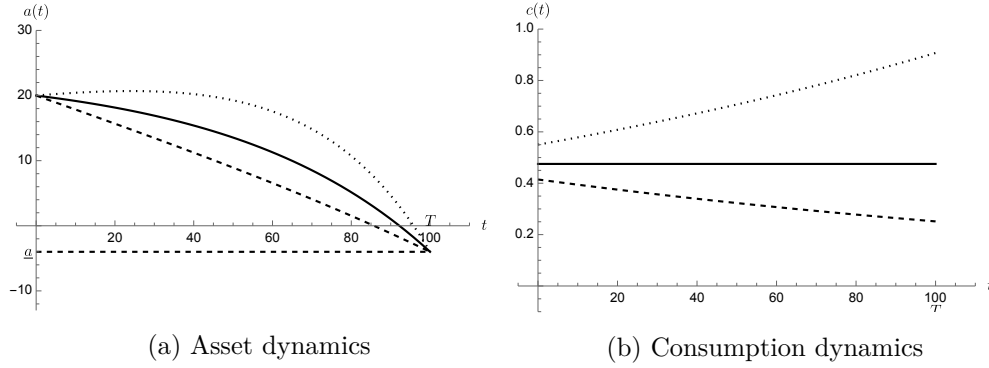 a(t)
30
20
10
T
20 40 60 80 100 t
a
−10
(a) Asset dynamics
c(t)
1.0
0.8
0.6
0.4
0.2
20 40 60 80 100 t
T
(b) Consumption dynamics